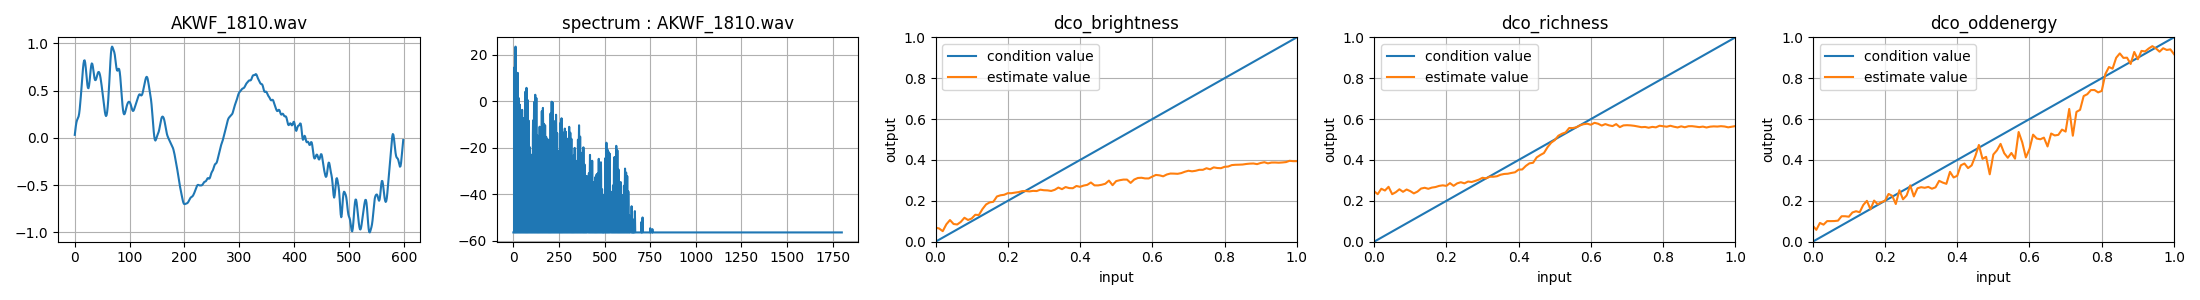 AKWF_1810.wav
1.0
0.5
0.0
−0.5
−1.0
0 100 200 300 400 500 600
spectrum : AKWF_1810.wav
20
0
−20
−40
−60
0 250 500 750 1000 1250 1500 1750
dco_brightness
condition value
estimate value
output
1.0
0.8
0.6
0.4
0.2
0.0
0.0 0.2 0.4 0.6 0.8 1.0
input
dco_richness
condition value
estimate value
output
1.0
0.8
0.6
0.4
0.2
0.0
0.0 0.2 0.4 0.6 0.8 1.0
input
dco_oddenergy
condition value
estimate value
output
1.0
0.8
0.6
0.4
0.2
0.0
0.0 0.2 0.4 0.6 0.8 1.0
input